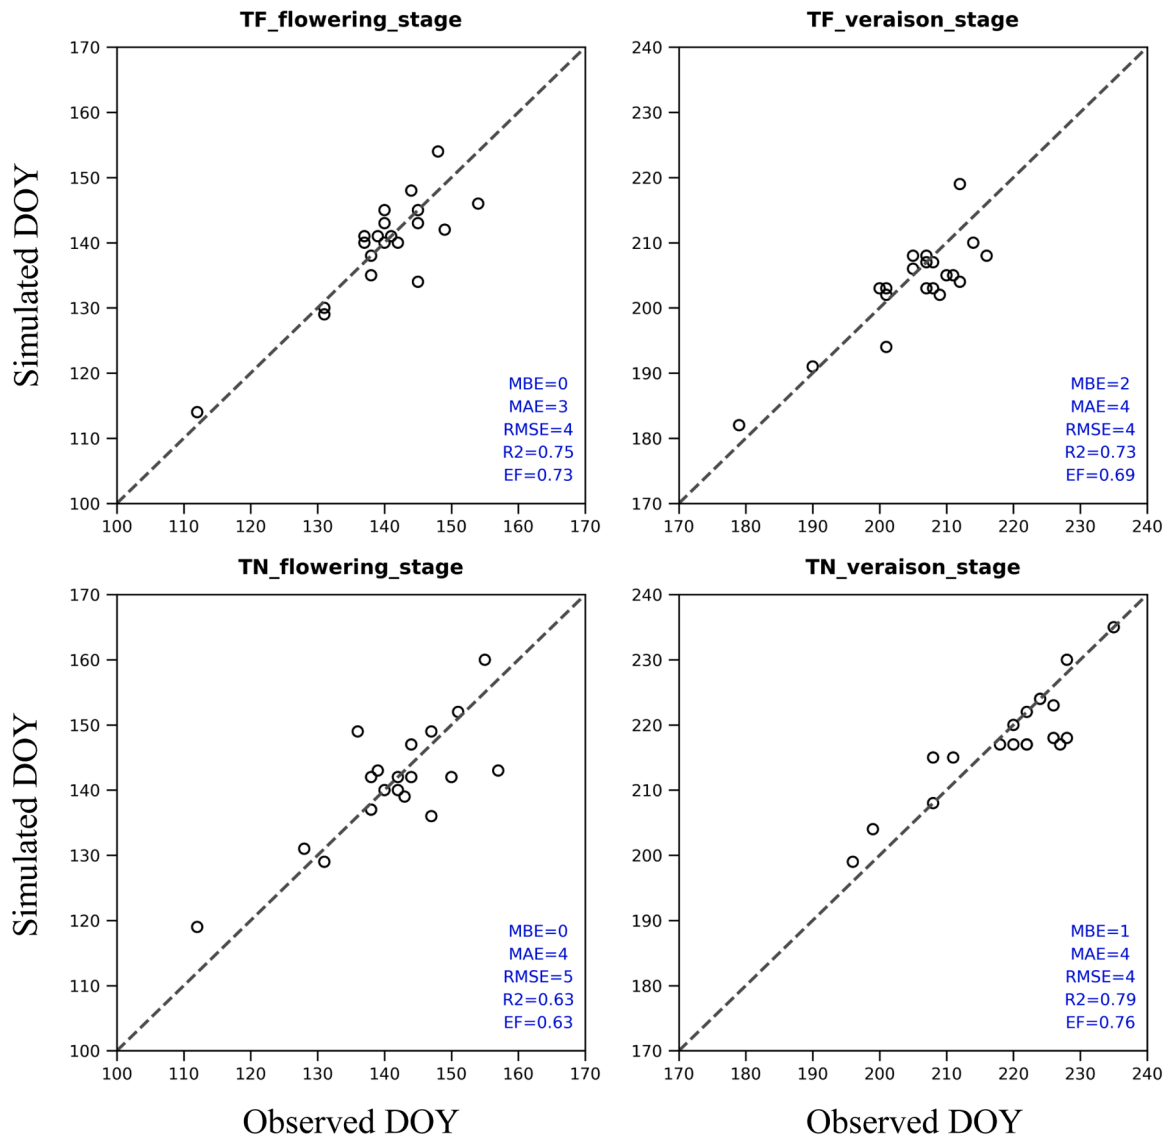 TF_flowering_stage
170
160
150
140
130
120
110
100
100 110 120 130 140 150 160 170
MBE=0
MAE=3
RMSE=4
R2=0.75
EF=0.73
Simulated DOY
TF_veraison_stage
240
230
220
210
200
190
180
170
170 180 190 200 210 220 230 240
MBE=2
MAE=4
RMSE=4
R2=0.73
EF=0.69
TN_flowering_stage
170
160
150
140
130
120
110
100
100 110 120 130 140 150 160 170
MBE=0
MAE=4
RMSE=5
R2=0.63
EF=0.63
Simulated DOY
Observed DOY
TN_veraison_stage
240
230
220
210
200
190
180
170
170 180 190 200 210 220 230 240
MBE=1
MAE=4
RMSE=4
R2=0.79
EF=0.76
Observed DOY